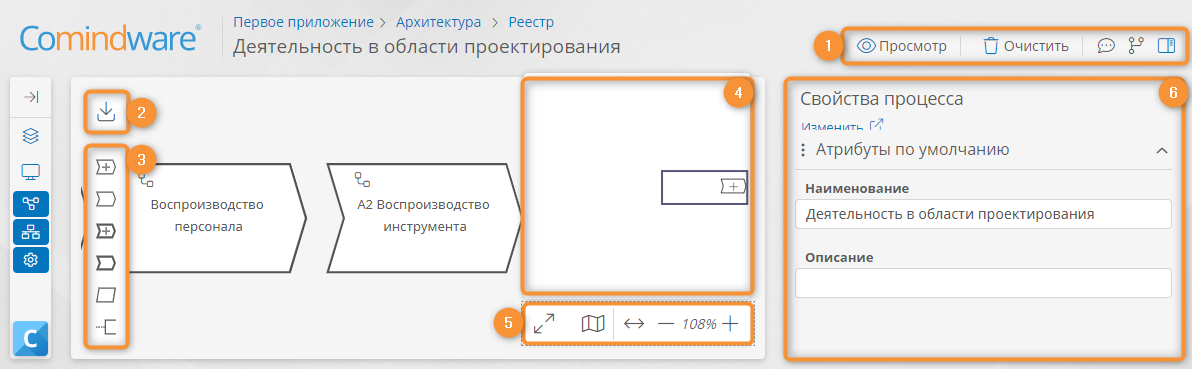 Comindware®
Первое приложение > Архитектура > Реестр
Деятельность в области проектирования
1
Просмотр
Очистить
2
3
Воспроизводство
персонала
А2 Воспроизводство
инструмента
4
5
108%
6
Свойства процесса
Изменить
Атрибуты по умолчанию
Наименование
Деятельность в области проектирования
Описание
C